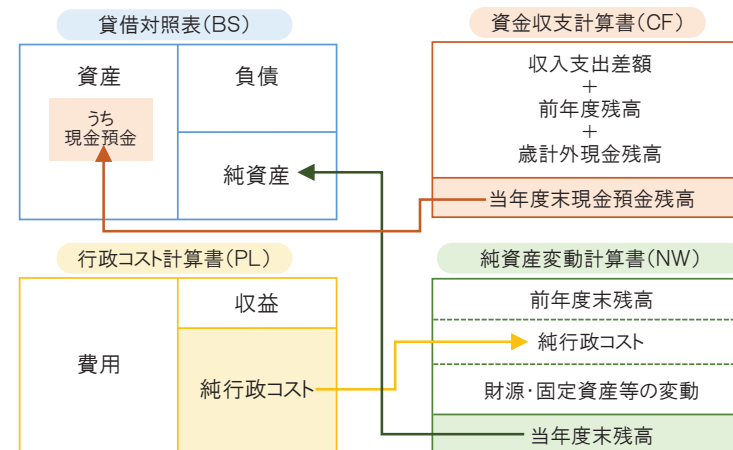 貸借対照表(BS)
資産
うち
現金預金
負債
純資産
資金収支計算書(CF)
収入支出差額
+
前年度残高
+
歳計外現金残高
当年度末現金預金残高
行政コスト計算書(PL)
費用
収益
純行政コスト
純資産変動計算書(NW)
前年度末残高
純行政コスト
財源・固定資産等の変動
当年度末残高